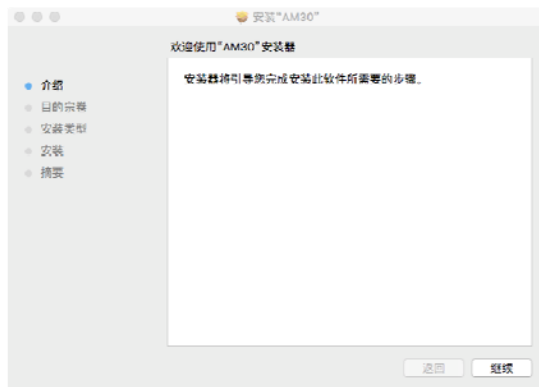 安装"AM30"
欢迎使用"AM30"安装器
安装器将引导您完成安装此软件所需要的步骤。
介绍
目的宗卷
安装类型
安装
摘要
返回
继续